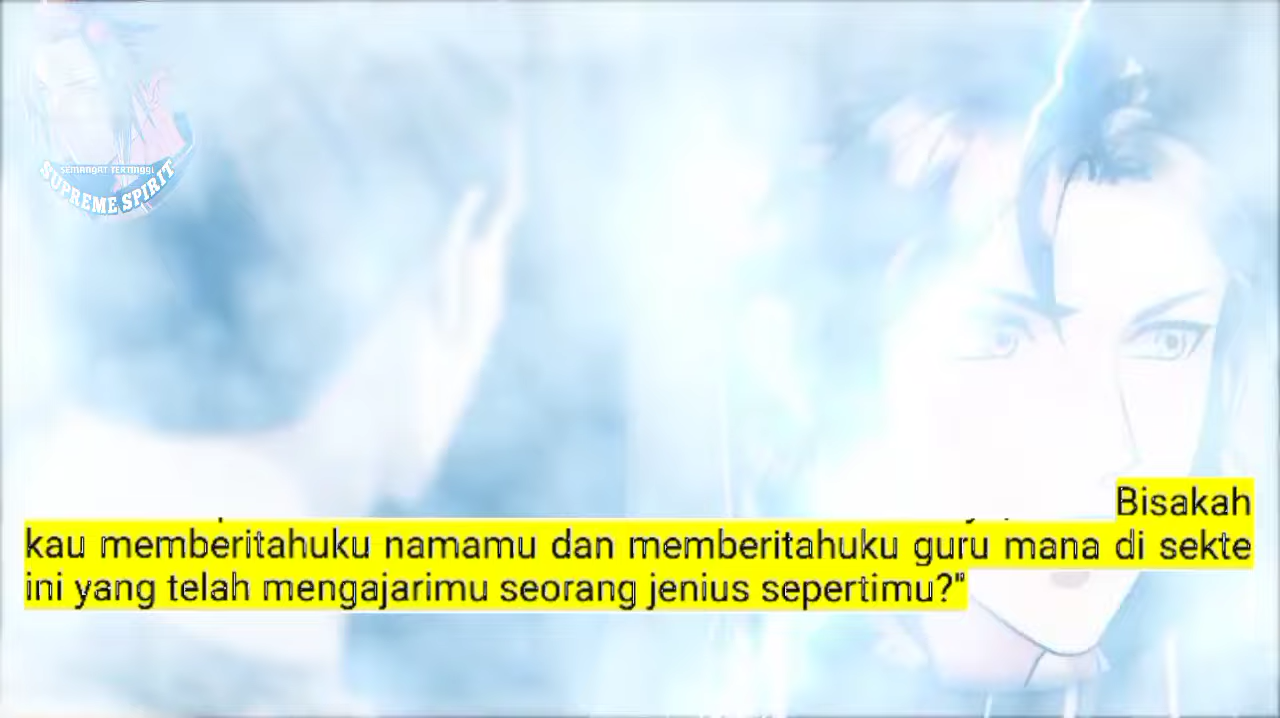 SEMANGAT TERTINGGI
SUPREME SPIRIT
Bisakah
kau memberitahuku namamu dan memberitahuku guru mana di sekte
ini yang telah mengajarimu seorang jenius sepertimu?"